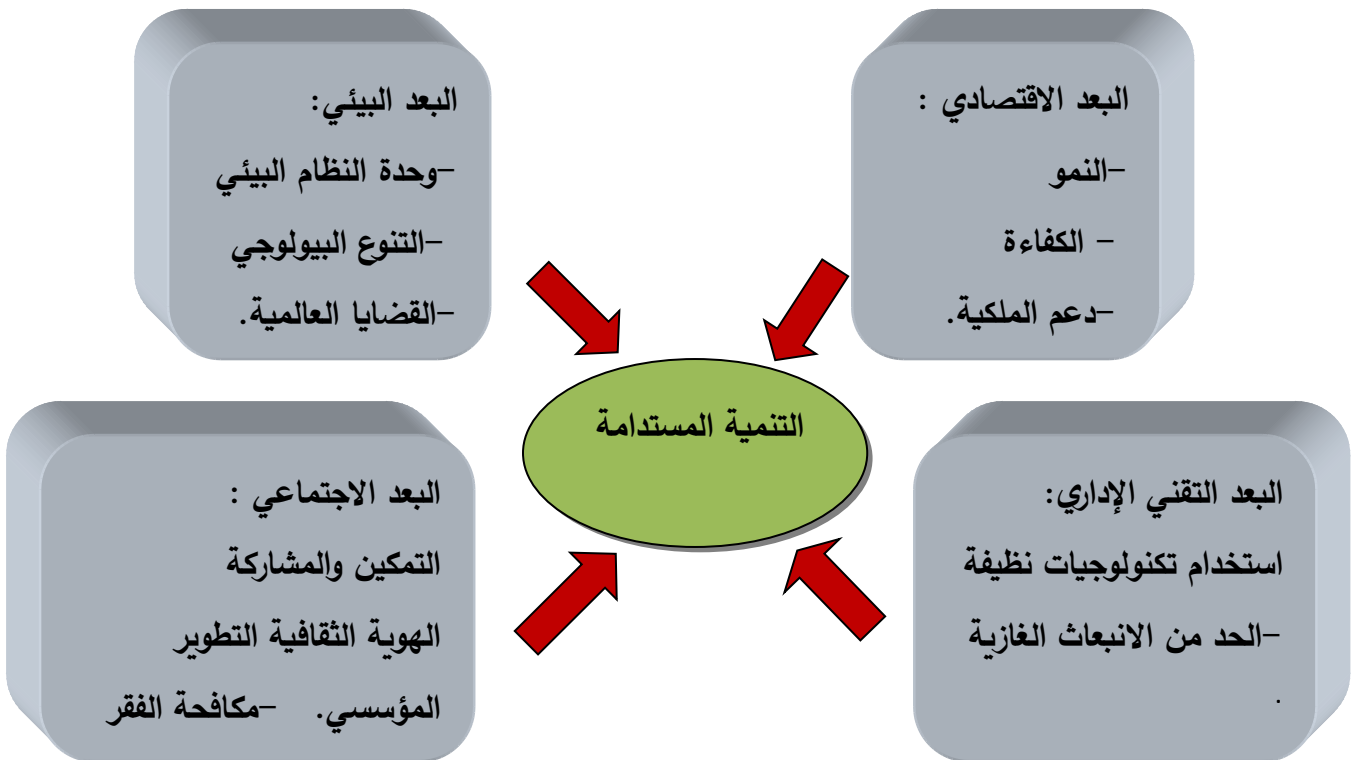 البعد الاقتصادي :
-النمو
- الكفاءة
-دعم الملكية.
البعد البيئي:
-وحدة النظام البيئي
-التنوع البيولوجي
-القضايا العالمية.
التنمية المستدامة
البعد التقني الإداري:
استخدام تكنولوجيات نظيفة
-الحد من الانبعاث الغازية
.
البعد الاجتماعي :
التمكين والمشاركة
الهوية الثقافية التطوير
المؤسسي. -مكافحة الفقر